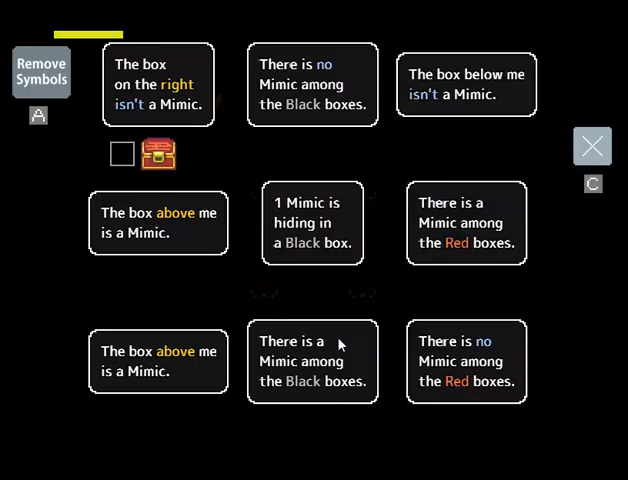 Remove
Symbols
A
The box
on the right
isn't a Mimic.
There is no
Mimic among
the Black boxes.
The box below me
isn't a Mimic.
C
The box above me
is a Mimic.
1 Mimic is
hiding in
a Black box.
There is a
Mimic among
the Red boxes.
The box above me
is a Mimic.
There is a
Mimic among
the Black boxes.
There is no
Mimic among
the Red boxes.